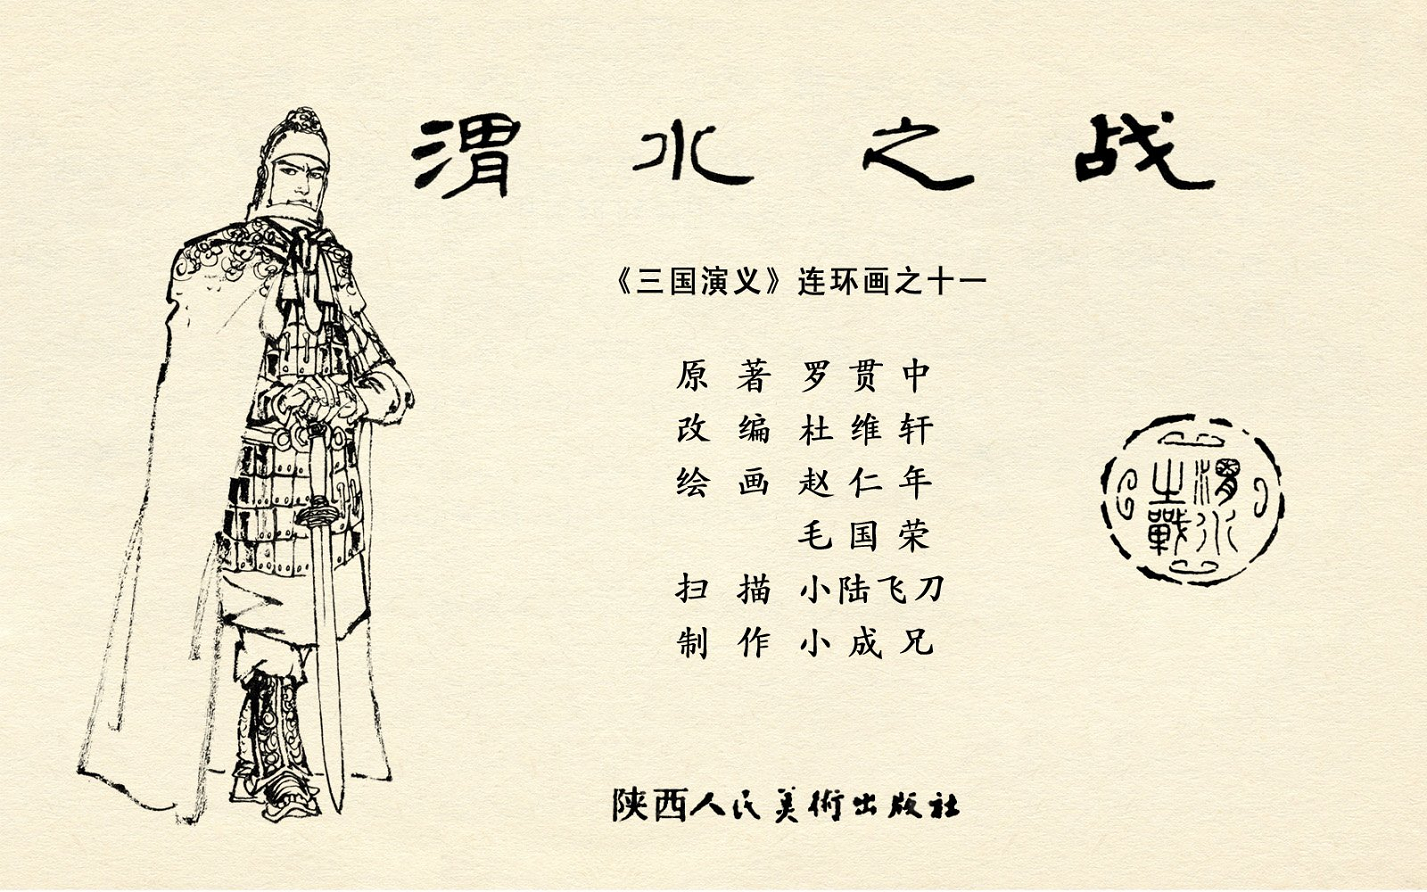 渭水之战
《三国演义》连环画之十一
原著 罗贯中
改编 杜维轩
绘画 赵仁年
毛国荣
扫描 小陆飞刀
制作 小成兄
渭水
之戰
陕西人民美術出版社